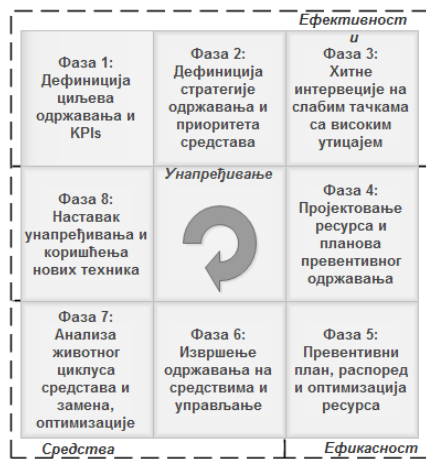 Ефективност
и
Фаза 1:
Дефиниција
циљева
одржавања и
KPIs
Фаза 2:
Дефиниција
стратегије
одржавања и
приоритета
средстава
Фаза 3:
Хитне
интервеције на
слабим тачкама
са високим
утицајем
Фаза 8:
Наставак
унапређивања и
коришћења
нових техника
Унапређивање
Фаза 4:
Пројектовање
ресурса и
планова
превентивног
одржавања
Фаза 7:
Анализа
животног
циклуса
средстава и
замена,
оптимизације
Фаза 6:
Извршење
одржавања на
средствима и
управљање
Фаза 5:
Превентивни
план, распоред
и оптимизација
ресурса
Средства
Ефикасност